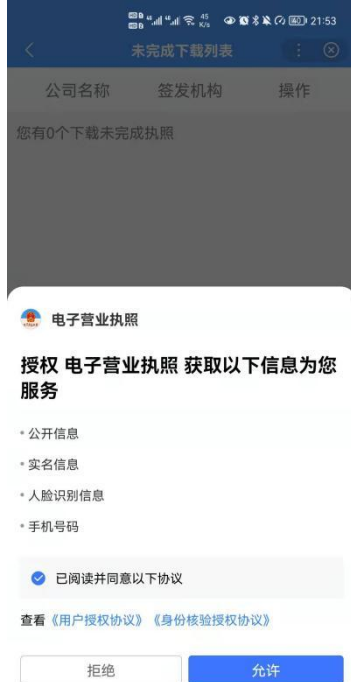 45 K/s 40 21:53
未完成下载列表
公司名称 签发机构 操作
您有0个下载未完成执照
电子营业执照
授权 电子营业执照 获取以下信息为您
服务
• 公开信息
• 实名信息
• 人脸识别信息
• 手机号码
已阅读并同意以下协议
查看《用户授权协议》《身份核验授权协议》
拒绝 允许